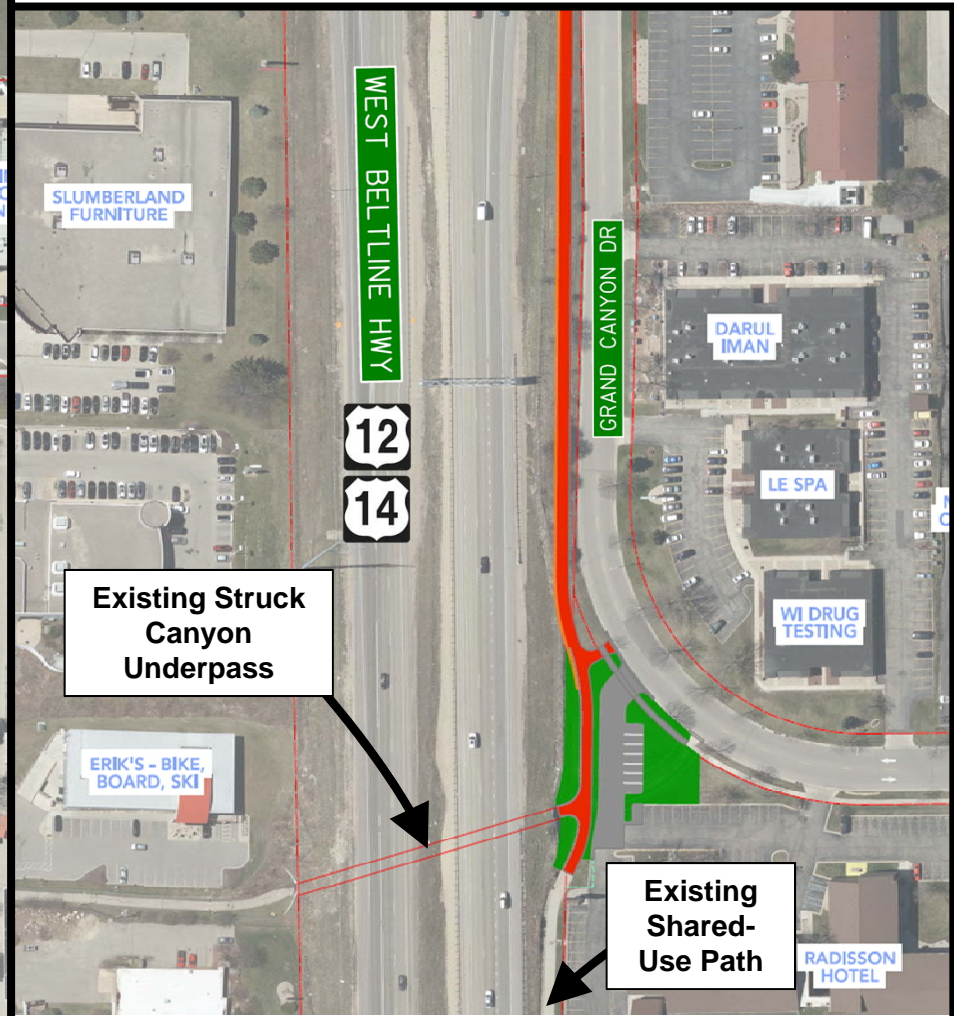 SLUMBERLAND
FURNITURE
WEST BELTLINE HWY
12
14
GRAND CANYON DR
DARUL
IMAN
LE SPA
WI DRUG
TESTING
Existing Struck
Canyon
Underpass
ERIK'S - BIKE,
BOARD, SKI
Existing
Shared-
Use Path
RADISSON
HOTEL